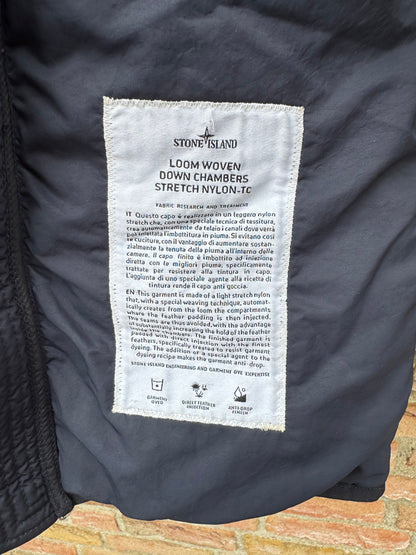 STONE ISLAND
LOOM WOVEN
DOWN CHAMBERS
STRETCH NYLON-TC
FABRIC RESEARCH AND TREATMENT
IT Questo capo è realizzato in un leggero nylon
stretch che, con una speciale tecnica di tessitura,
crea automaticamente da telaio i canali dove verrà
poi iniettata l'imbottitura in piuma. Si evitano così
le cuciture, con il vantaggio di aumentare sostan-
zialmente la tenuta della piuma all'interno delle
camere. Il capo finito è imbottito ad iniezione
diretta con le migliori piume, specificamente
trattate per resistere alla tintura in capo.
L'aggiunta di uno speciale agente alla ricetta di
tintura rende il capo anti goccia.
EN This garment is made of a light stretch nylon
that, with a special weaving technique, automat-
ically creates from the loom the compartments
where the feather padding is then injected.
The seams are thus avoided, with the advantage
of substantially increasing the hold of the feather
inside the chambers. The finished garment is
padded with direct injection with the finest
feathers, specifically treated to resist garment
dyeing. The addition of a special agent to the
dyeing recipe makes the garment anti-drop.
STONE ISLAND ENGINEERING AND GARMENT DYE EXPERTISE
GARMENT
DYED
DIRECT FEATHER
INJECTION
ANTI DROP
FINISH